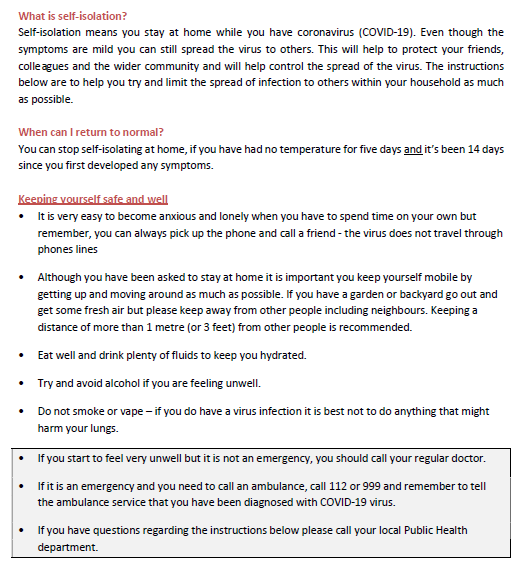 What is self-isolation?
Self-isolation means you stay at home while you have coronavirus (COVID-19). Even though the
symptoms are mild you can still spread the virus to others. This will help to protect your friends,
colleagues and the wider community and will help control the spread of the virus. The instructions
below are to help you try and limit the spread of infection to others within your household as much
as possible.
When can I return to normal?
You can stop self-isolating at home, if you have had no temperature for five days and it's been 14 days
since you first developed any symptoms.
Keeping yourself safe and well
• It is very easy to become anxious and lonely when you have to spend time on your own but
remember, you can always pick up the phone and call a friend - the virus does not travel through
phones lines
• Although you have been asked to stay at home it is important you keep yourself mobile by
getting up and moving around as much as possible. If you have a garden or backyard go out and
get some fresh air but please keep away from other people including neighbours. Keeping a
distance of more than 1 metre (or 3 feet) from other people is recommended.
• Eat well and drink plenty of fluids to keep you hydrated.
• Try and avoid alcohol if you are feeling unwell.
• Do not smoke or vape – if you do have a virus infection it is best not to do anything that might
harm your lungs.
• If you start to feel very unwell but it is not an emergency, you should call your regular doctor.
• If it is an emergency and you need to call an ambulance, call 112 or 999 and remember to tell
the ambulance service that you have been diagnosed with COVID-19 virus.
• If you have questions regarding the instructions below please call your local Public Health
department.